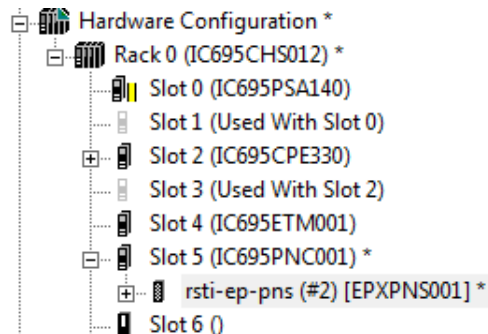 Hardware Configuration *
Rack 0 (IC695CHS012) *
Slot 0 (IC695PSA140)
Slot 1 (Used With Slot 0)
Slot 2 (IC695CPE330)
Slot 3 (Used With Slot 2)
Slot 4 (IC695ETM001)
Slot 5 (IC695PNC001) *
rsti-ep-pns (#2) [EPXPNS001] *
Slot 6 ()